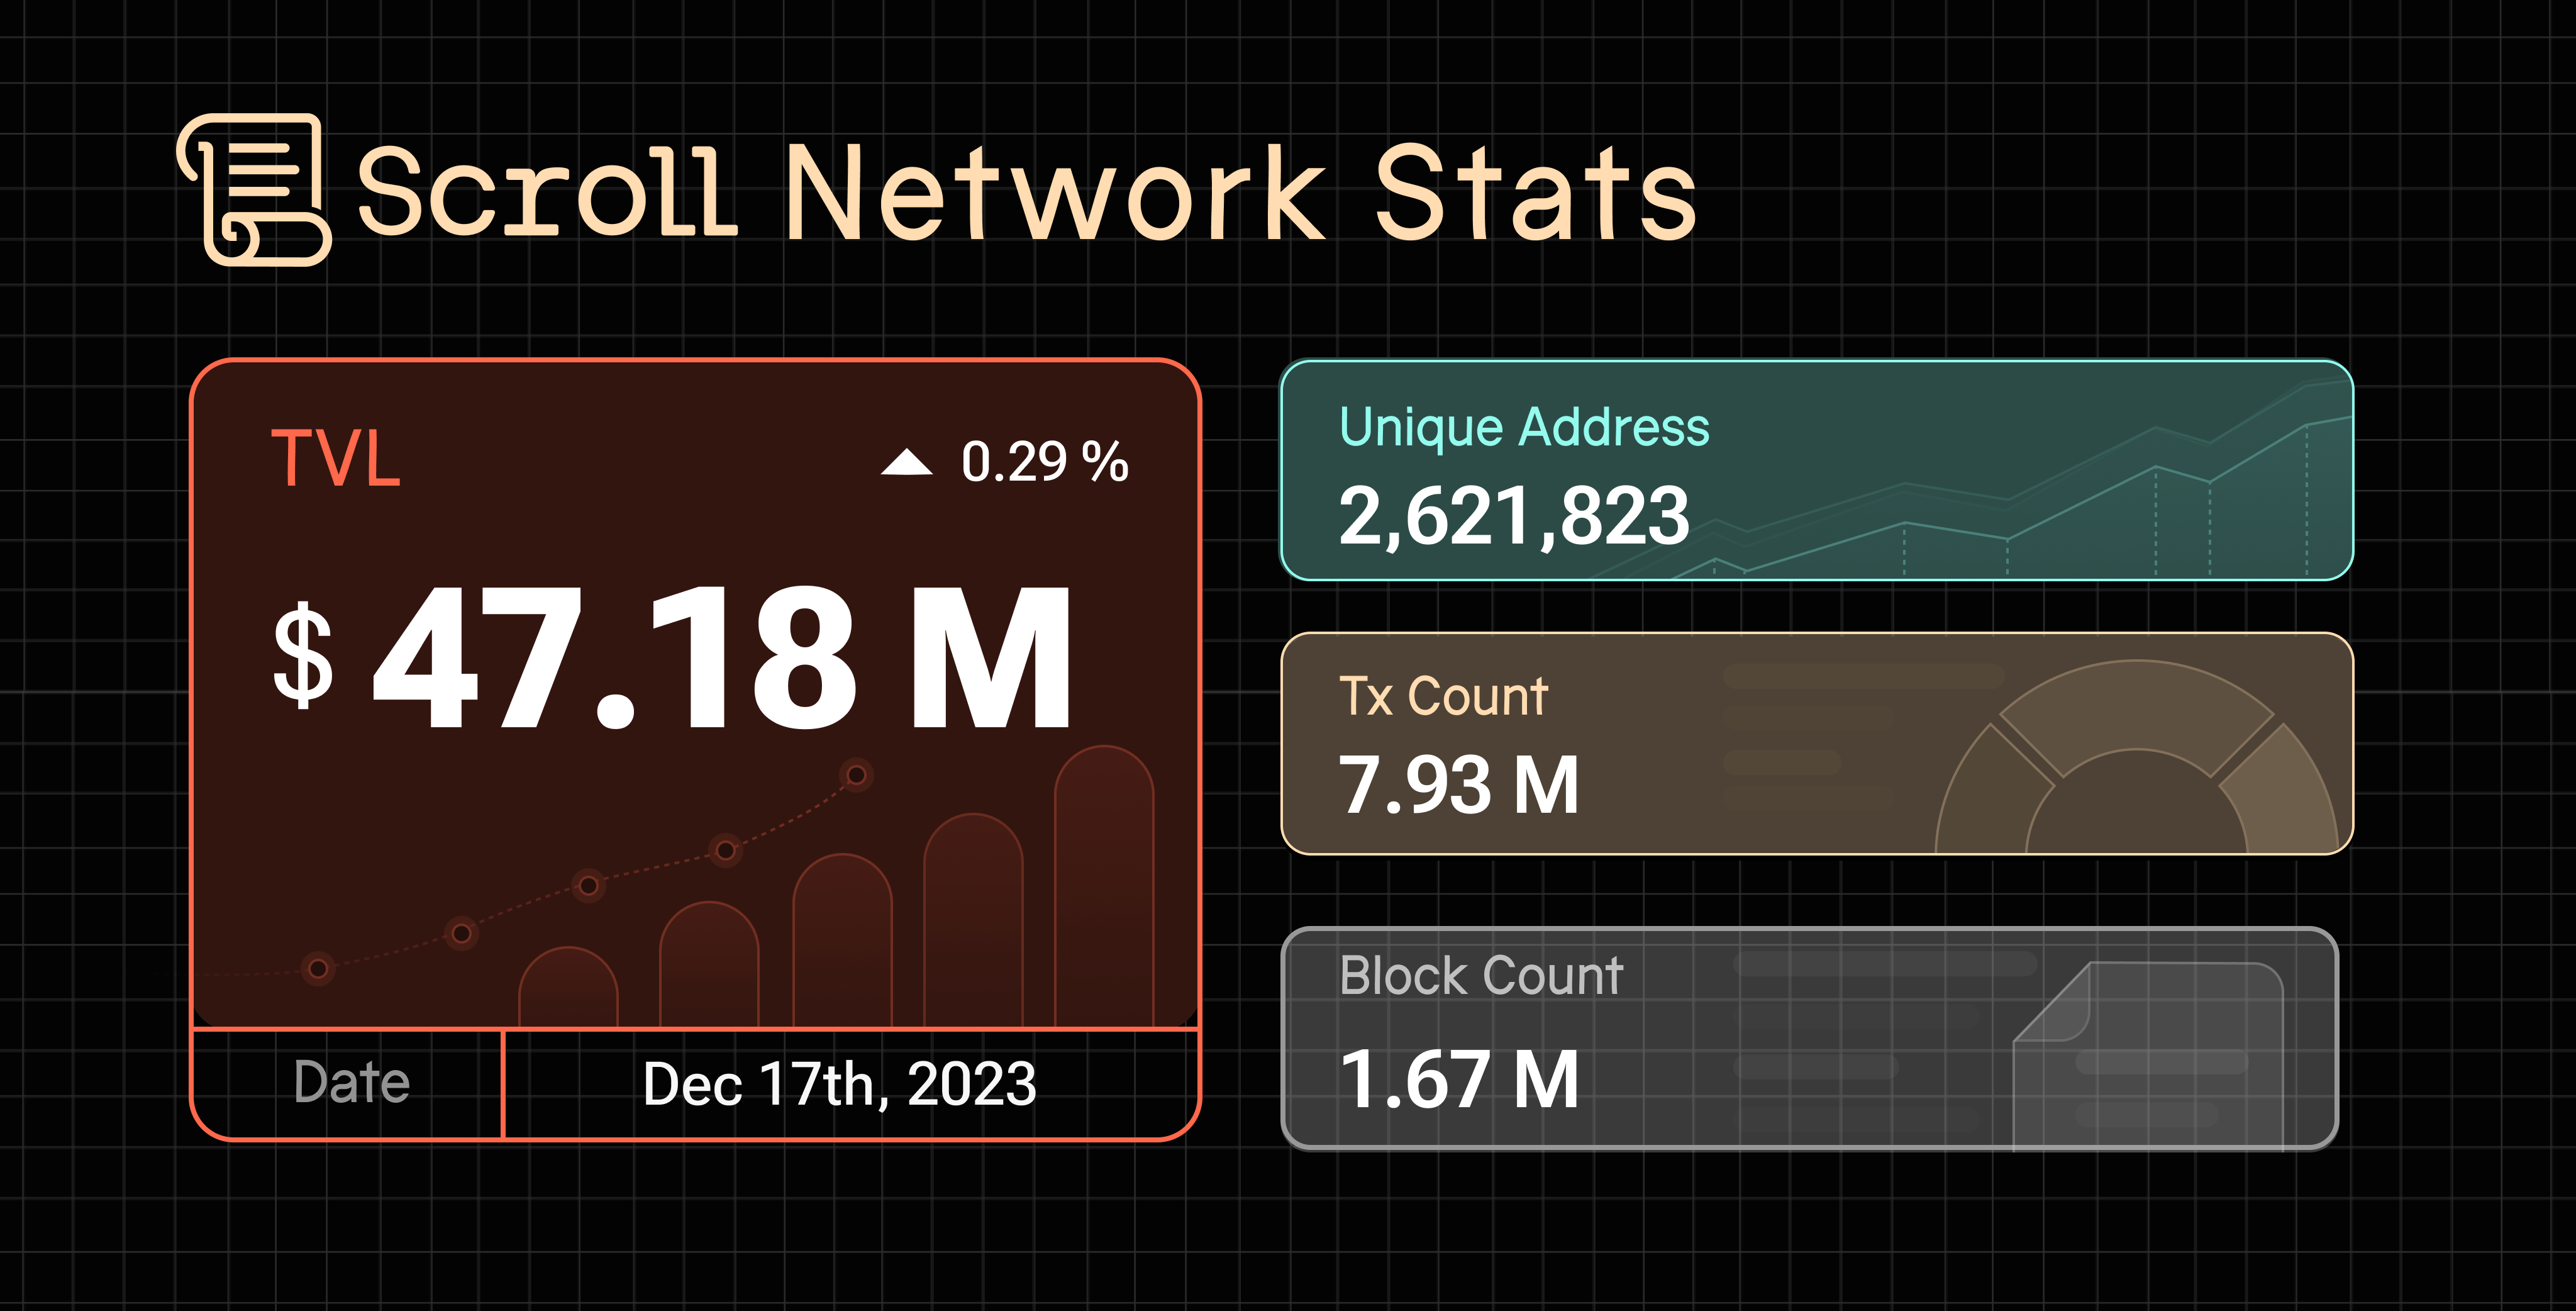 Scroll Network Stats
TVL
0.29 %
$ 47.18 M
Date
Dec 17th, 2023
Unique Address
2,621,823
Tx Count
7.93 M
Block Count
1.67 M